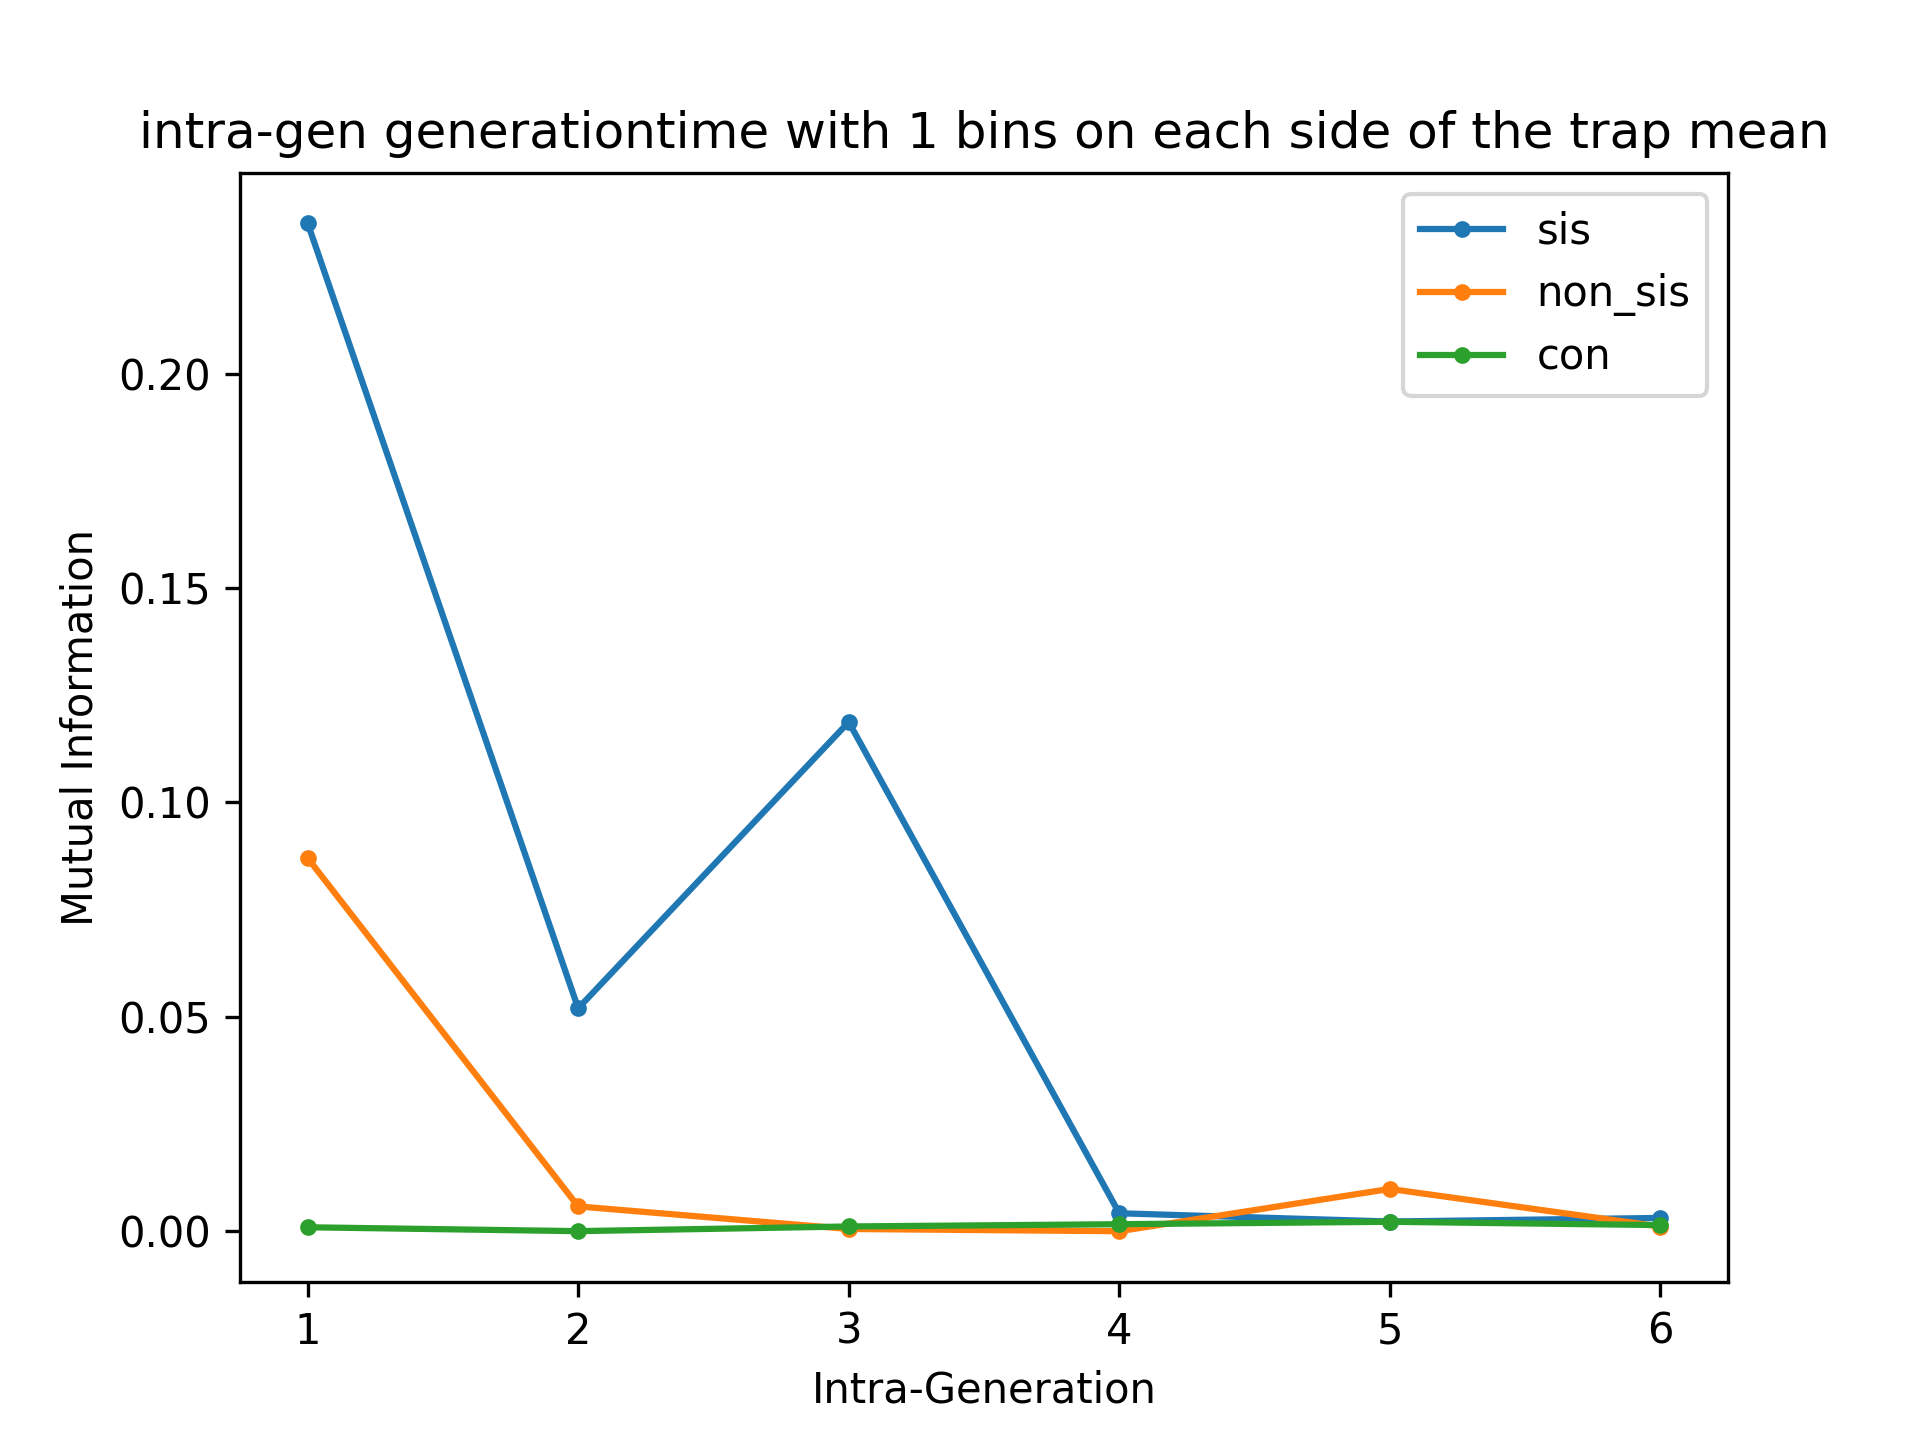 intra-gen generationtime with 1 bins on each side of the trap mean
sis
non_sis
con
Mutual Information
0.20
0.15
0.10
0.05
0.00
1 2 3 4 5 6
Intra-Generation